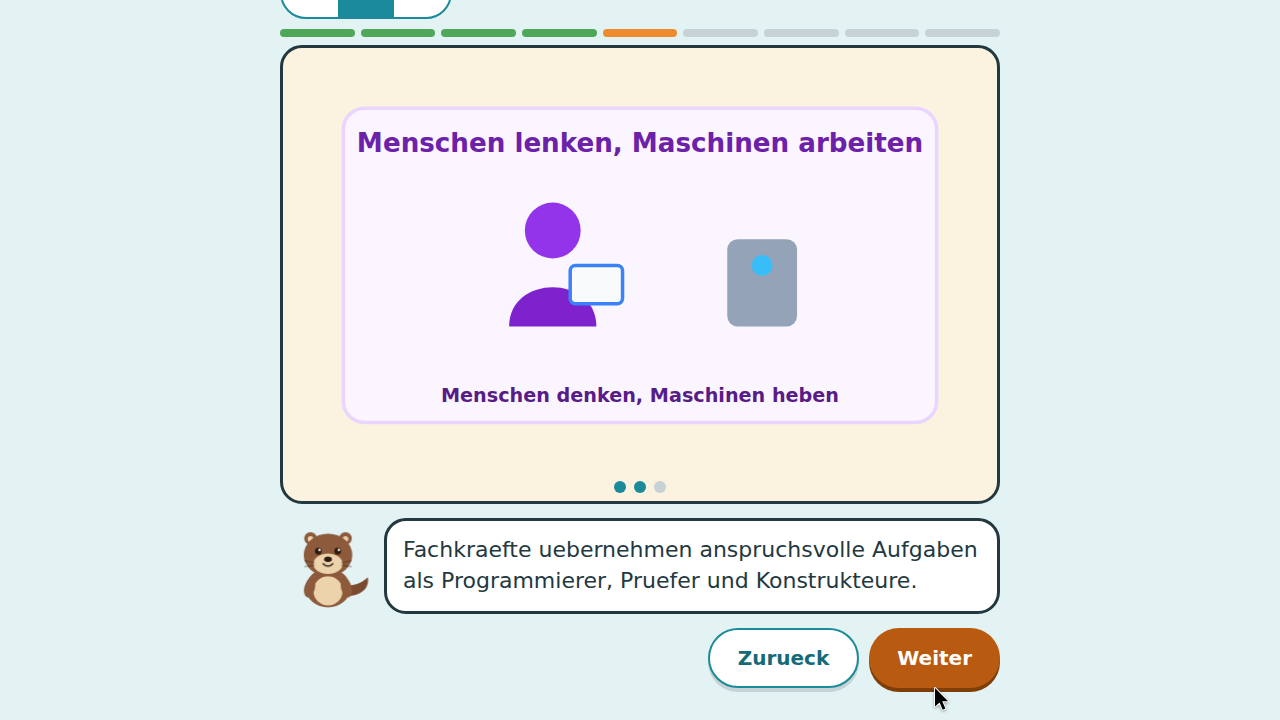 Menschen lenken, Maschinen arbeiten
Menschen denken, Maschinen heben
Fachkraefte uebernehmen anspruchsvolle Aufgaben
als Programmierer, Pruefer und Konstrukteure.
Zurueck
Weiter